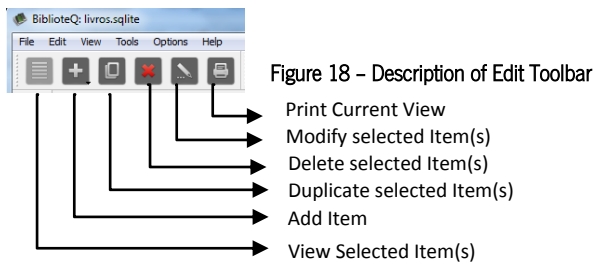 BiblioteQ: livros.sqlite
File Edit View Tools Options Help
Figure 18 – Description of Edit Toolbar
Print Current View
Modify selected Item(s)
Delete selected Item(s)
Duplicate selected Item(s)
Add Item
View Selected Item(s)